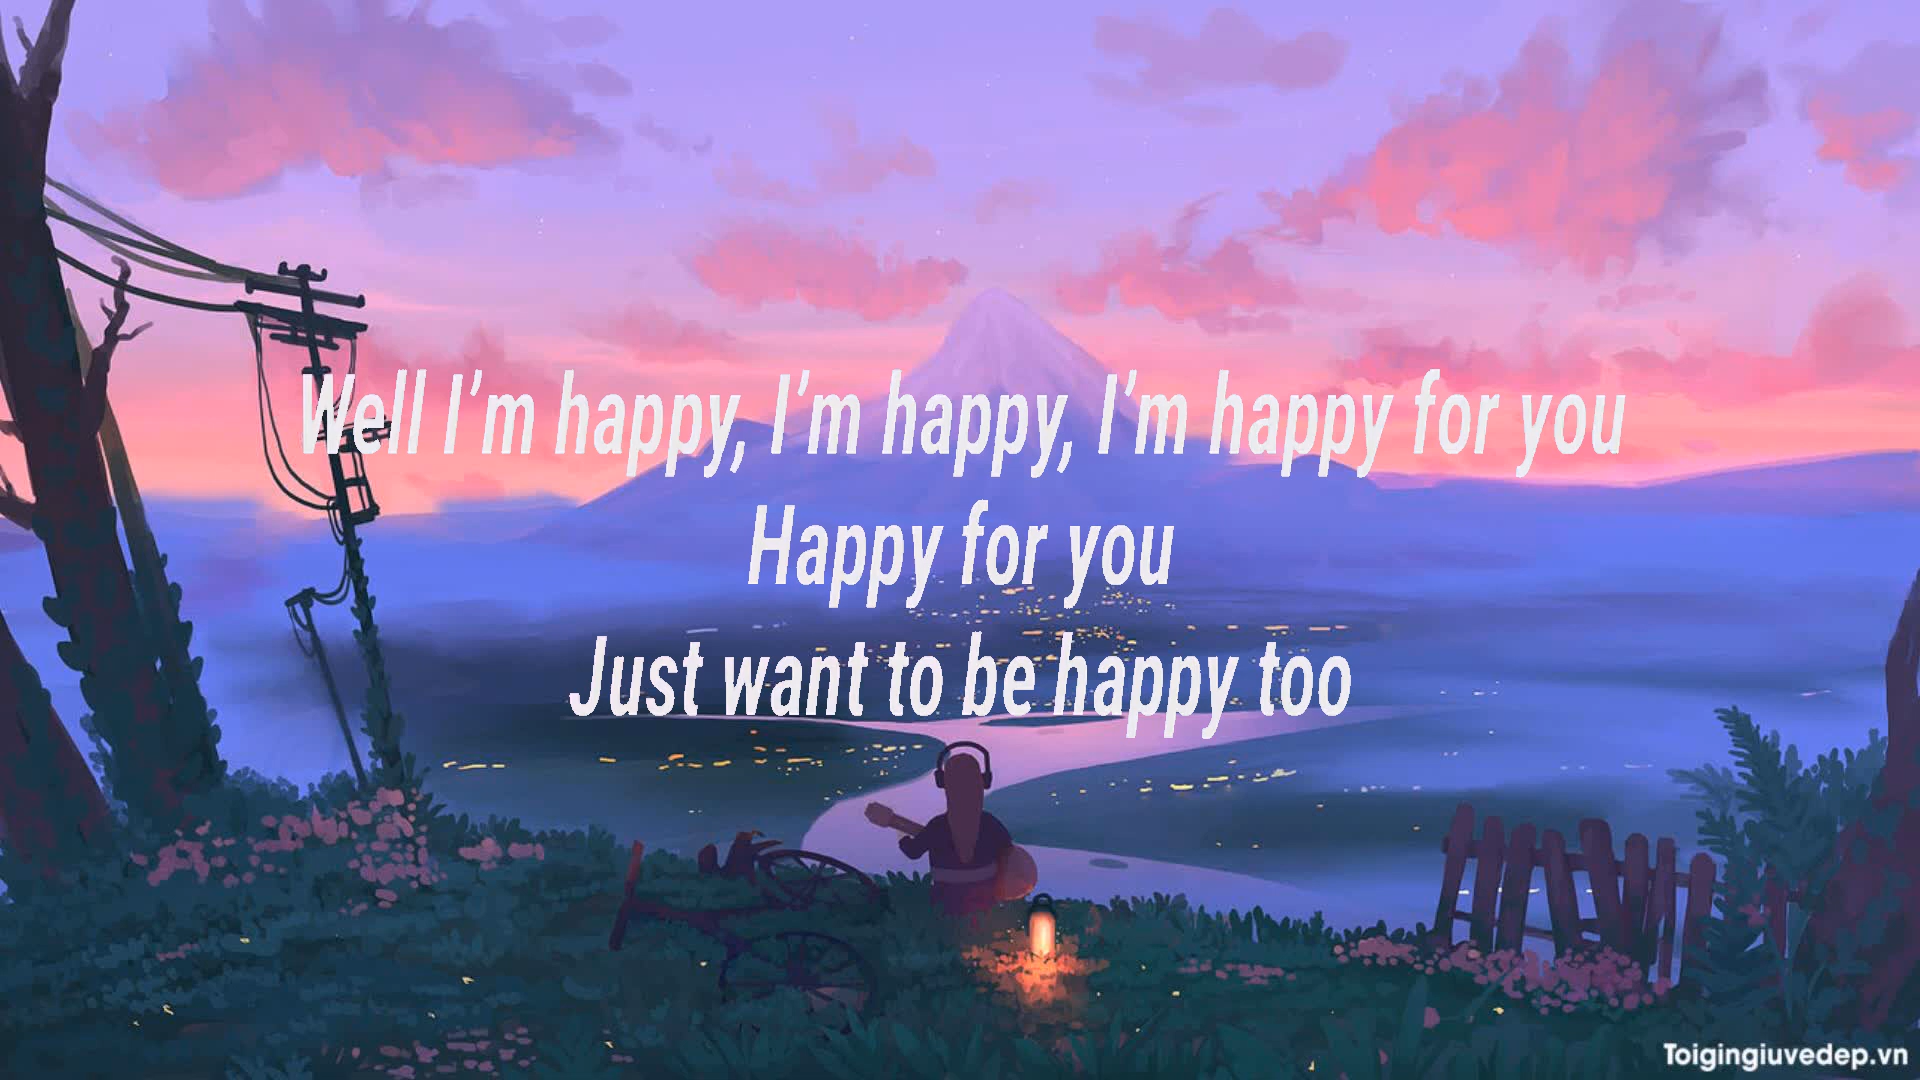 Well I’m happy, I’m happy, I’m happy for you
Happy for you
Just want to be happy too
Toigingiuvedep.vn